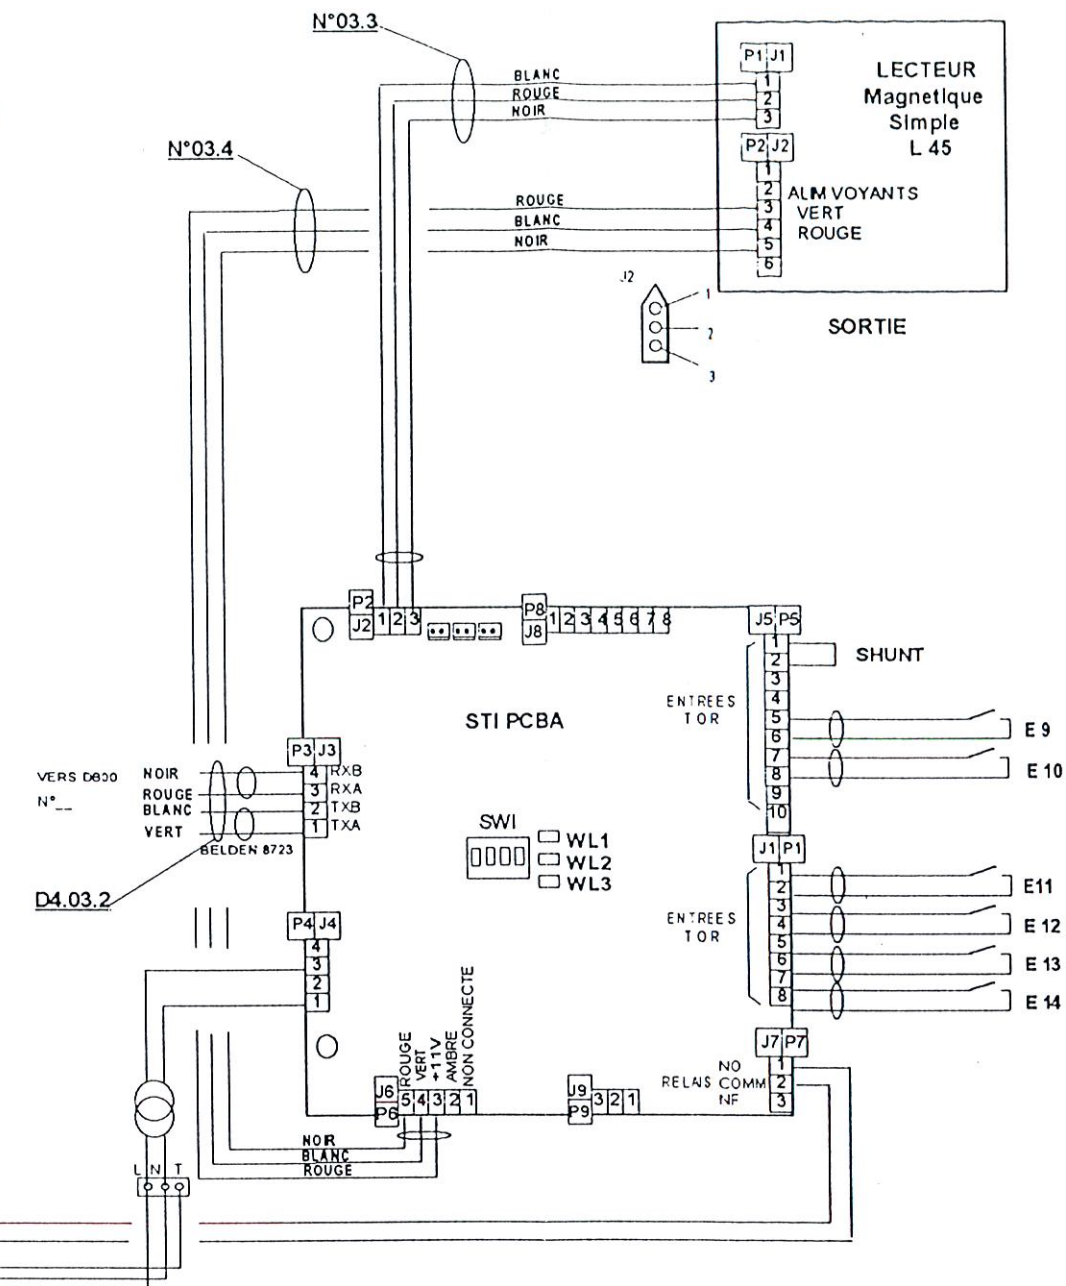 N°03.3
P1 J1
1
2
3
LECTEUR
MagnetIque
SImple
L 45
BLANC
ROUGE
NOIR
N°03.4
P2 J2
1
2
3
4
5
6
ALIM VOYANTS
VERT
ROUGE
ROUGE
BLANC
NOIR
J2
1
2
3
SORTIE
P2
J2
1 2 3
P8
J8
1 2 3 4 5 6 7 8
J5 P5
1
2
3
4
5
6
7
8
9
10
SHUNT
ENTREES
TOR
STI PCBA
E 9
E 10
P3 J3
4 RXB
3 RXA
2 TXB
1 TXA
VERS D800
N°__
NOIR
ROUGE
BLANC
VERT
BELDEN 8723
D4.03.2
SWI
WL1
WL2
WL3
J1 P1
1
2
3
4
5
6
7
8
ENTREES
TOR
E11
E 12
E 13
E 14
P4 J4
4
3
2
1
ROUGE
VERT
+11V
AMBRE
NON CONNECTE
J6
P6
5 4 3 2 1
J9
P9
3 2 1
J7 P7
1
2
3
NO
RELAIS COMM
NF
NOIR
BLANC
ROUGE
L N T